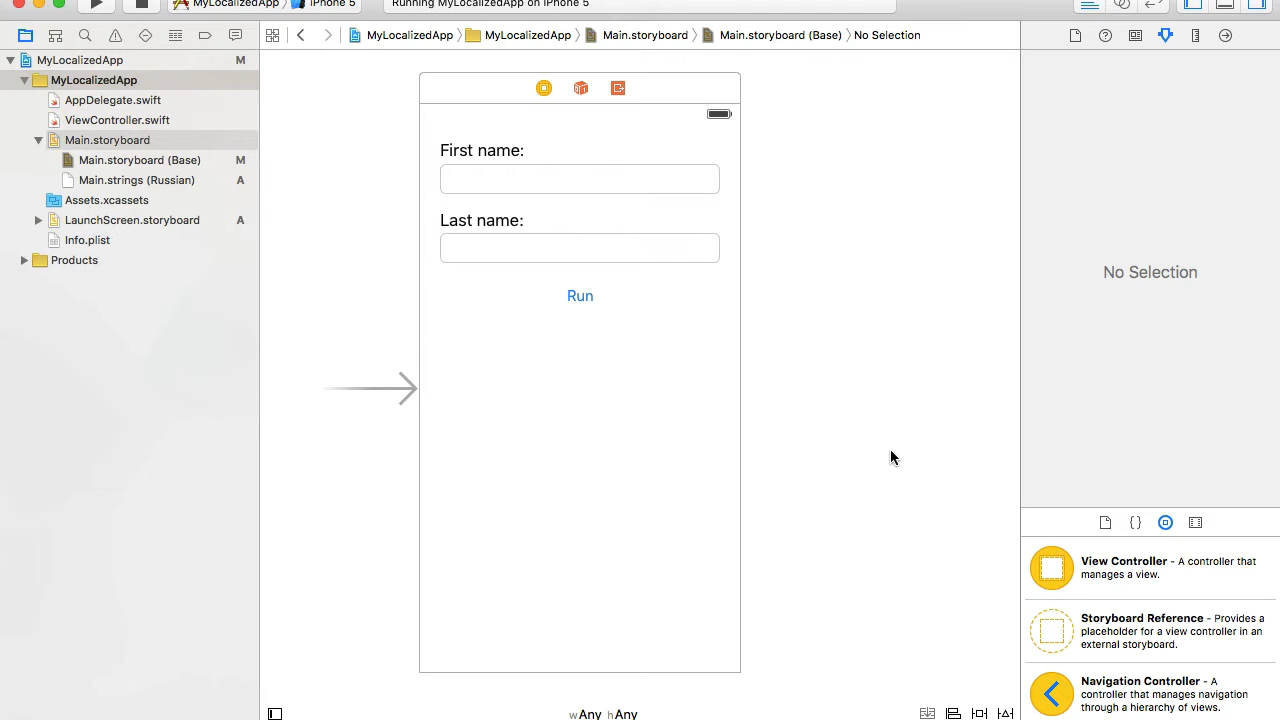 MyLocalizedApp
iPhone 5
Running MyLocalizedApp on iPhone 5
MyLocalizedApp
MyLocalizedApp
Main.storyboard
Main.storyboard (Base)
No Selection
MyLocalizedApp M
MyLocalizedApp
AppDelegate.swift
ViewController.swift
Main.storyboard
Main.storyboard (Base) M
Main.strings (Russian) A
Assets.xcassets
LaunchScreen.storyboard A
Info.plist
Products
First name:
Last name:
Run
wAny hAny
No Selection
View Controller - A controller that
manages a view.
Storyboard Reference - Provides a
placeholder for a view controller in an
external storyboard.
Navigation Controller - A
controller that manages navigation
through a hierarchy of views.